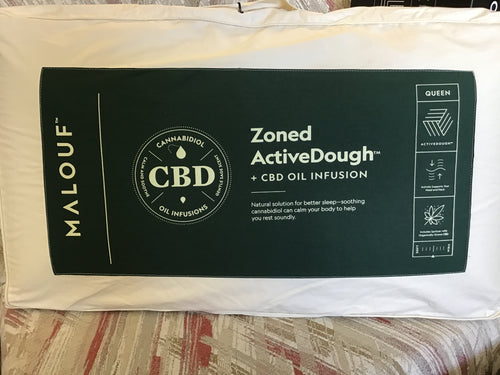 MALOUF™
CANNABIDIOL
CBD
OIL INFUSIONS
Zoned
ActiveDough™
+ CBD OIL INFUSION
Natural solution for better sleep—soothing
cannabidiol can calm your body to help
you rest soundly.
QUEEN
ACTIVEDOUGH™